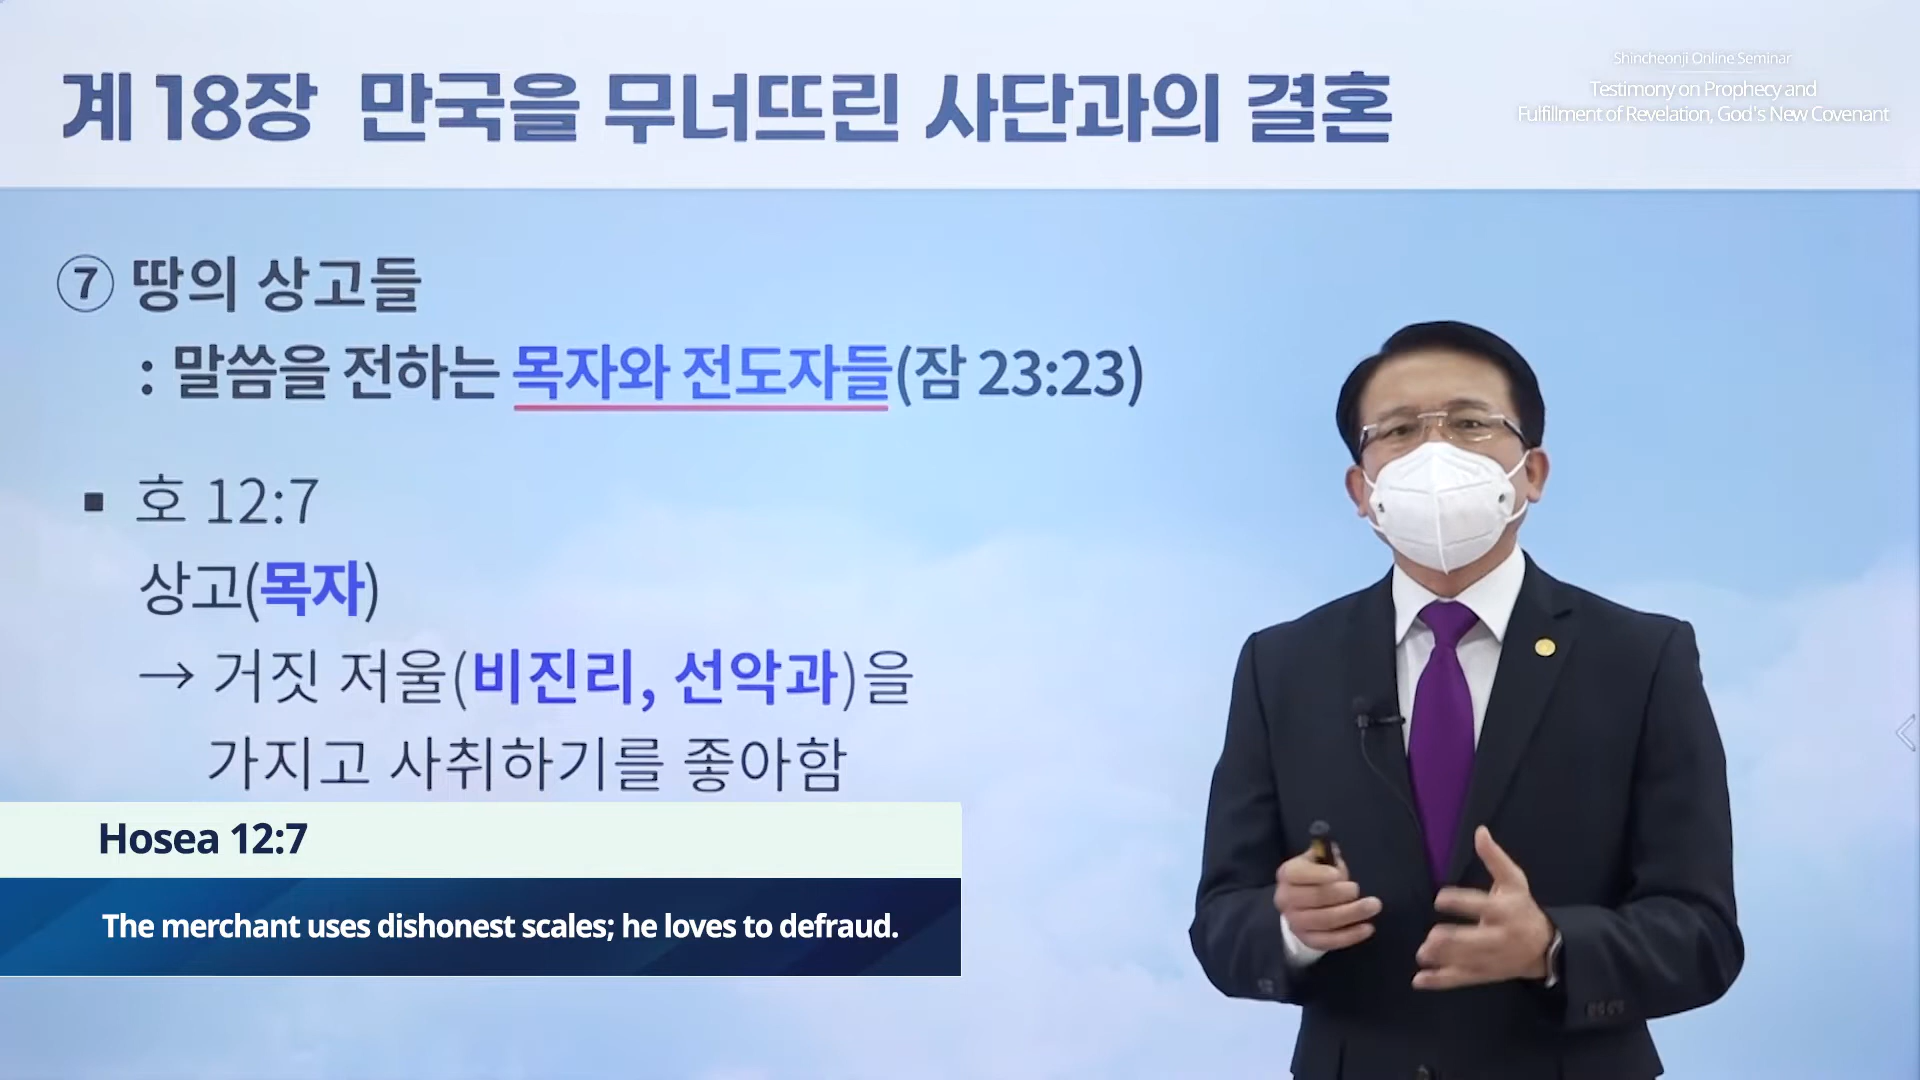 계 18장 만국을 무너뜨린 사단과의 결혼
Shincheonji Online Seminar
Testimony on Prophecy and
Fulfillment of Revelation, God's New Covenant
⑦ 땅의 상고들
: 말씀을 전하는 목자와 전도자들(잠 23:23)
▪ 호 12:7
상고(목자)
→ 거짓 저울(비진리, 선악과)을
가지고 사취하기를 좋아함
Hosea 12:7
The merchant uses dishonest scales; he loves to defraud.